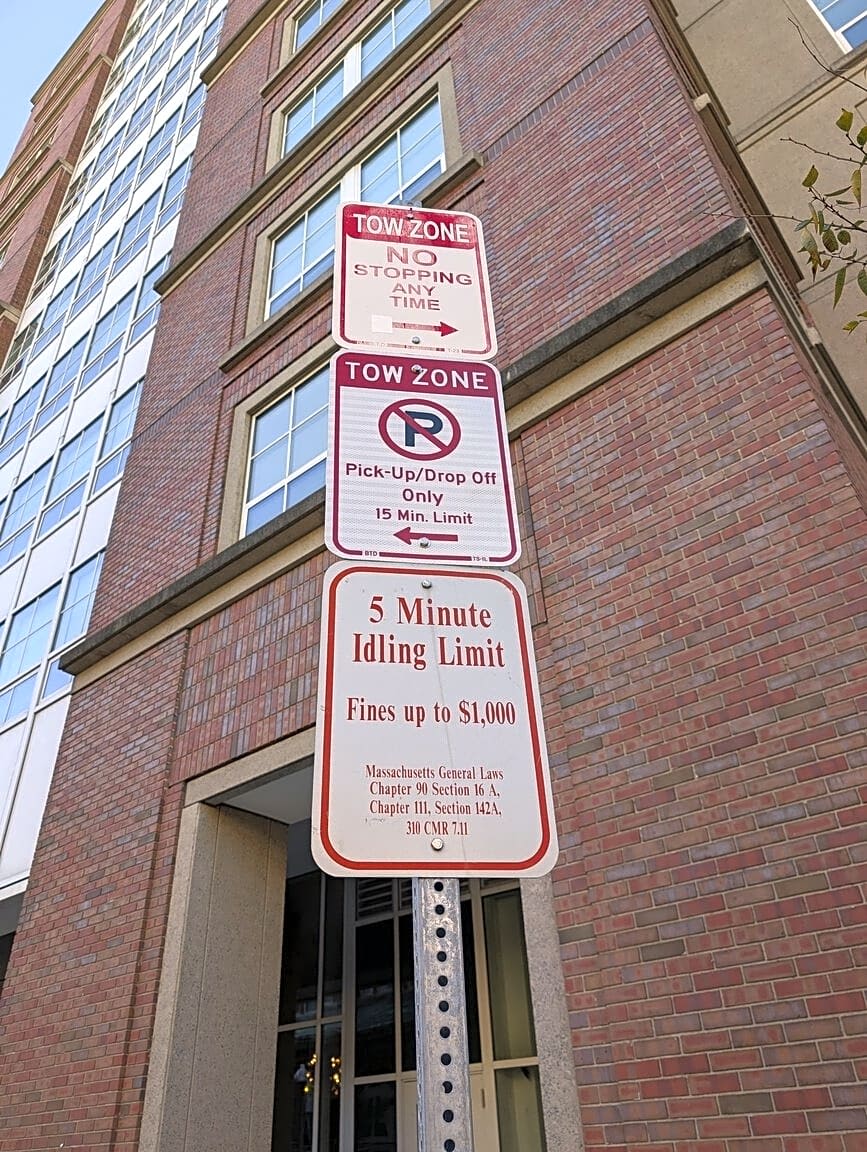 TOW ZONE
NO
STOPPING
ANY
TIME
TOW ZONE
P
Pick-Up/Drop Off
Only
15 Min. Limit
BTD
5 Minute
Idling Limit
Fines up to $1,000
Massachusetts General Laws
Chapter 90 Section 16 A,
Chapter 111, Section 142A,
310 CMR 7.11